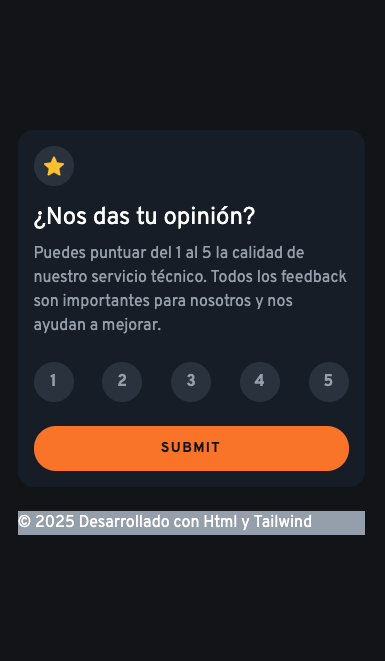 ¿Nos das tu opinión?
Puedes puntuar del 1 al 5 la calidad de
nuestro servicio técnico. Todos los feedback
son importantes para nosotros y nos
ayudan a mejorar.
1 2 3 4 5
SUBMIT
© 2025 Desarrollado con Html y Tailwind